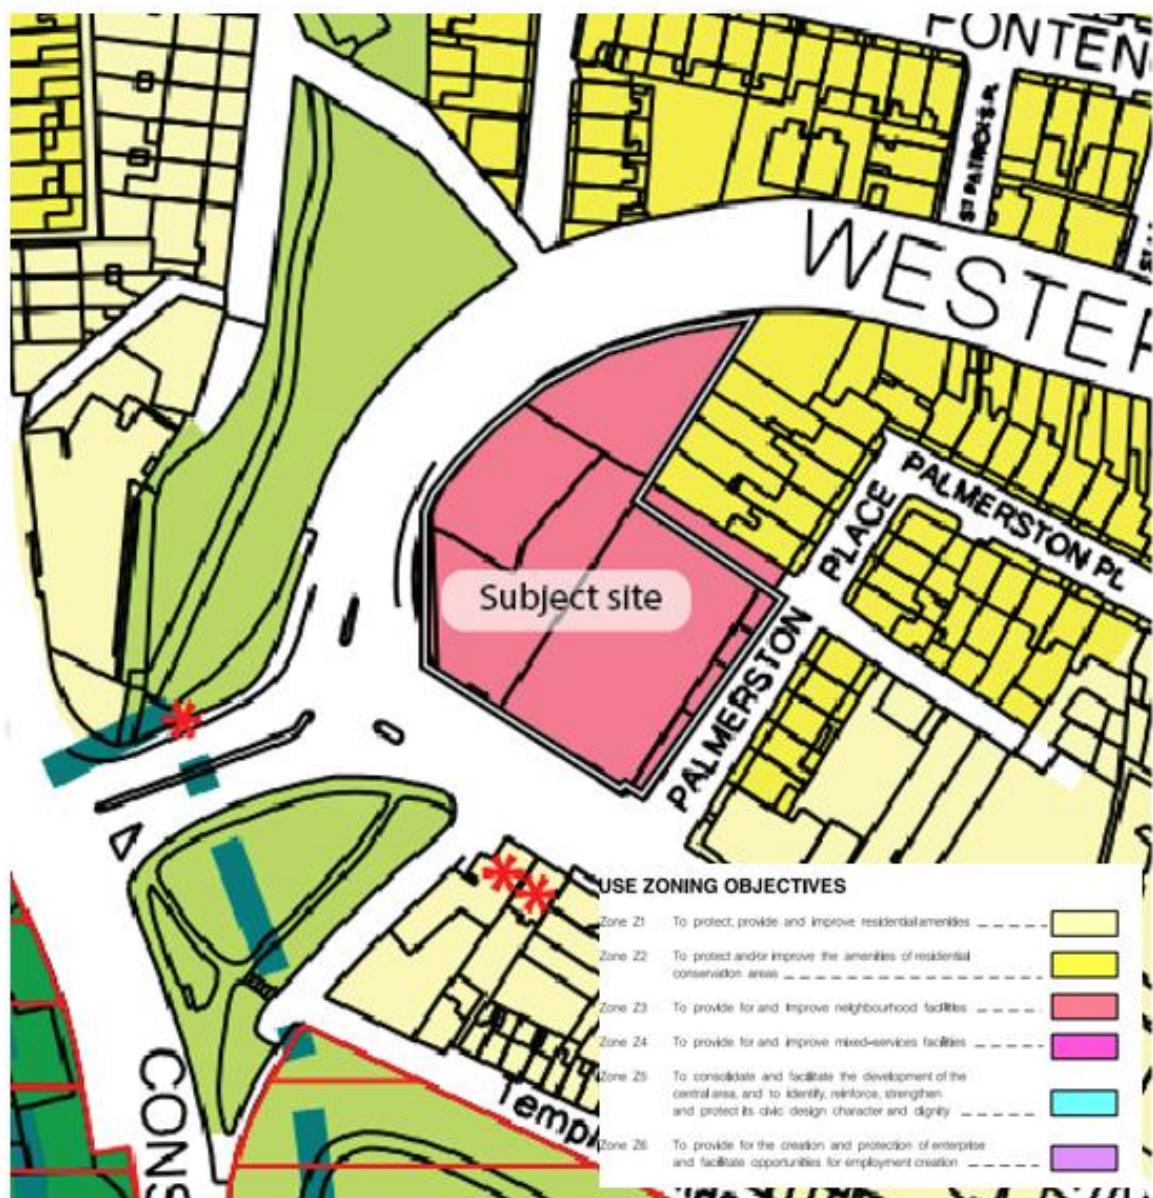 FONTEN
ST PATRICK'S PL
WESTER
PALMERSTON PL
PLACE
Subject site
PALMERSTON
USE ZONING OBJECTIVES
Zone Z1 To protect, provide and improve residential amenities
Zone Z2 To protect and/or improve the amenities of residential
conservation areas
Zone Z3 To provide for and Improve neighbourhood facilities
Zone Z4 To provide for and improve mixed-services facilities
Zone Z5 To consolidate and facilitate the development of the
central area, and to identify, reinforce, strengthen
and protect its civic design character and dignity
Zone Z6 To provide for the creation and protection of enterprise
and facilitate opportunities for employment creation
CONS
Templ